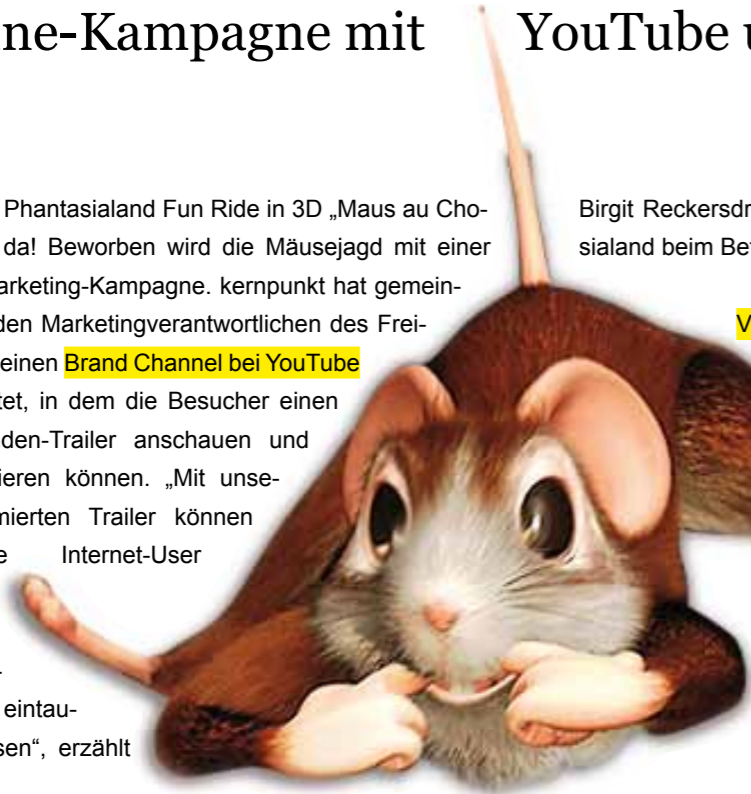 ne-Kampagne mit YouTube u
Phantasialand Fun Ride in 3D „Maus au Cho-
da! Beworben wird die Mäusejagd mit einer
arketing-Kampagne. kernpunkt hat gemein-
den Marketingverantwortlichen des Frei-
einen Brand Channel bei YouTube
tet, in dem die Besucher einen
den-Trailer anschauen und
ieren können. „Mit unse-
mierten Trailer können
e Internet-User
-
eintau-
sen“, erzählt
Birgit Reckersdr
sialand beim Be
V